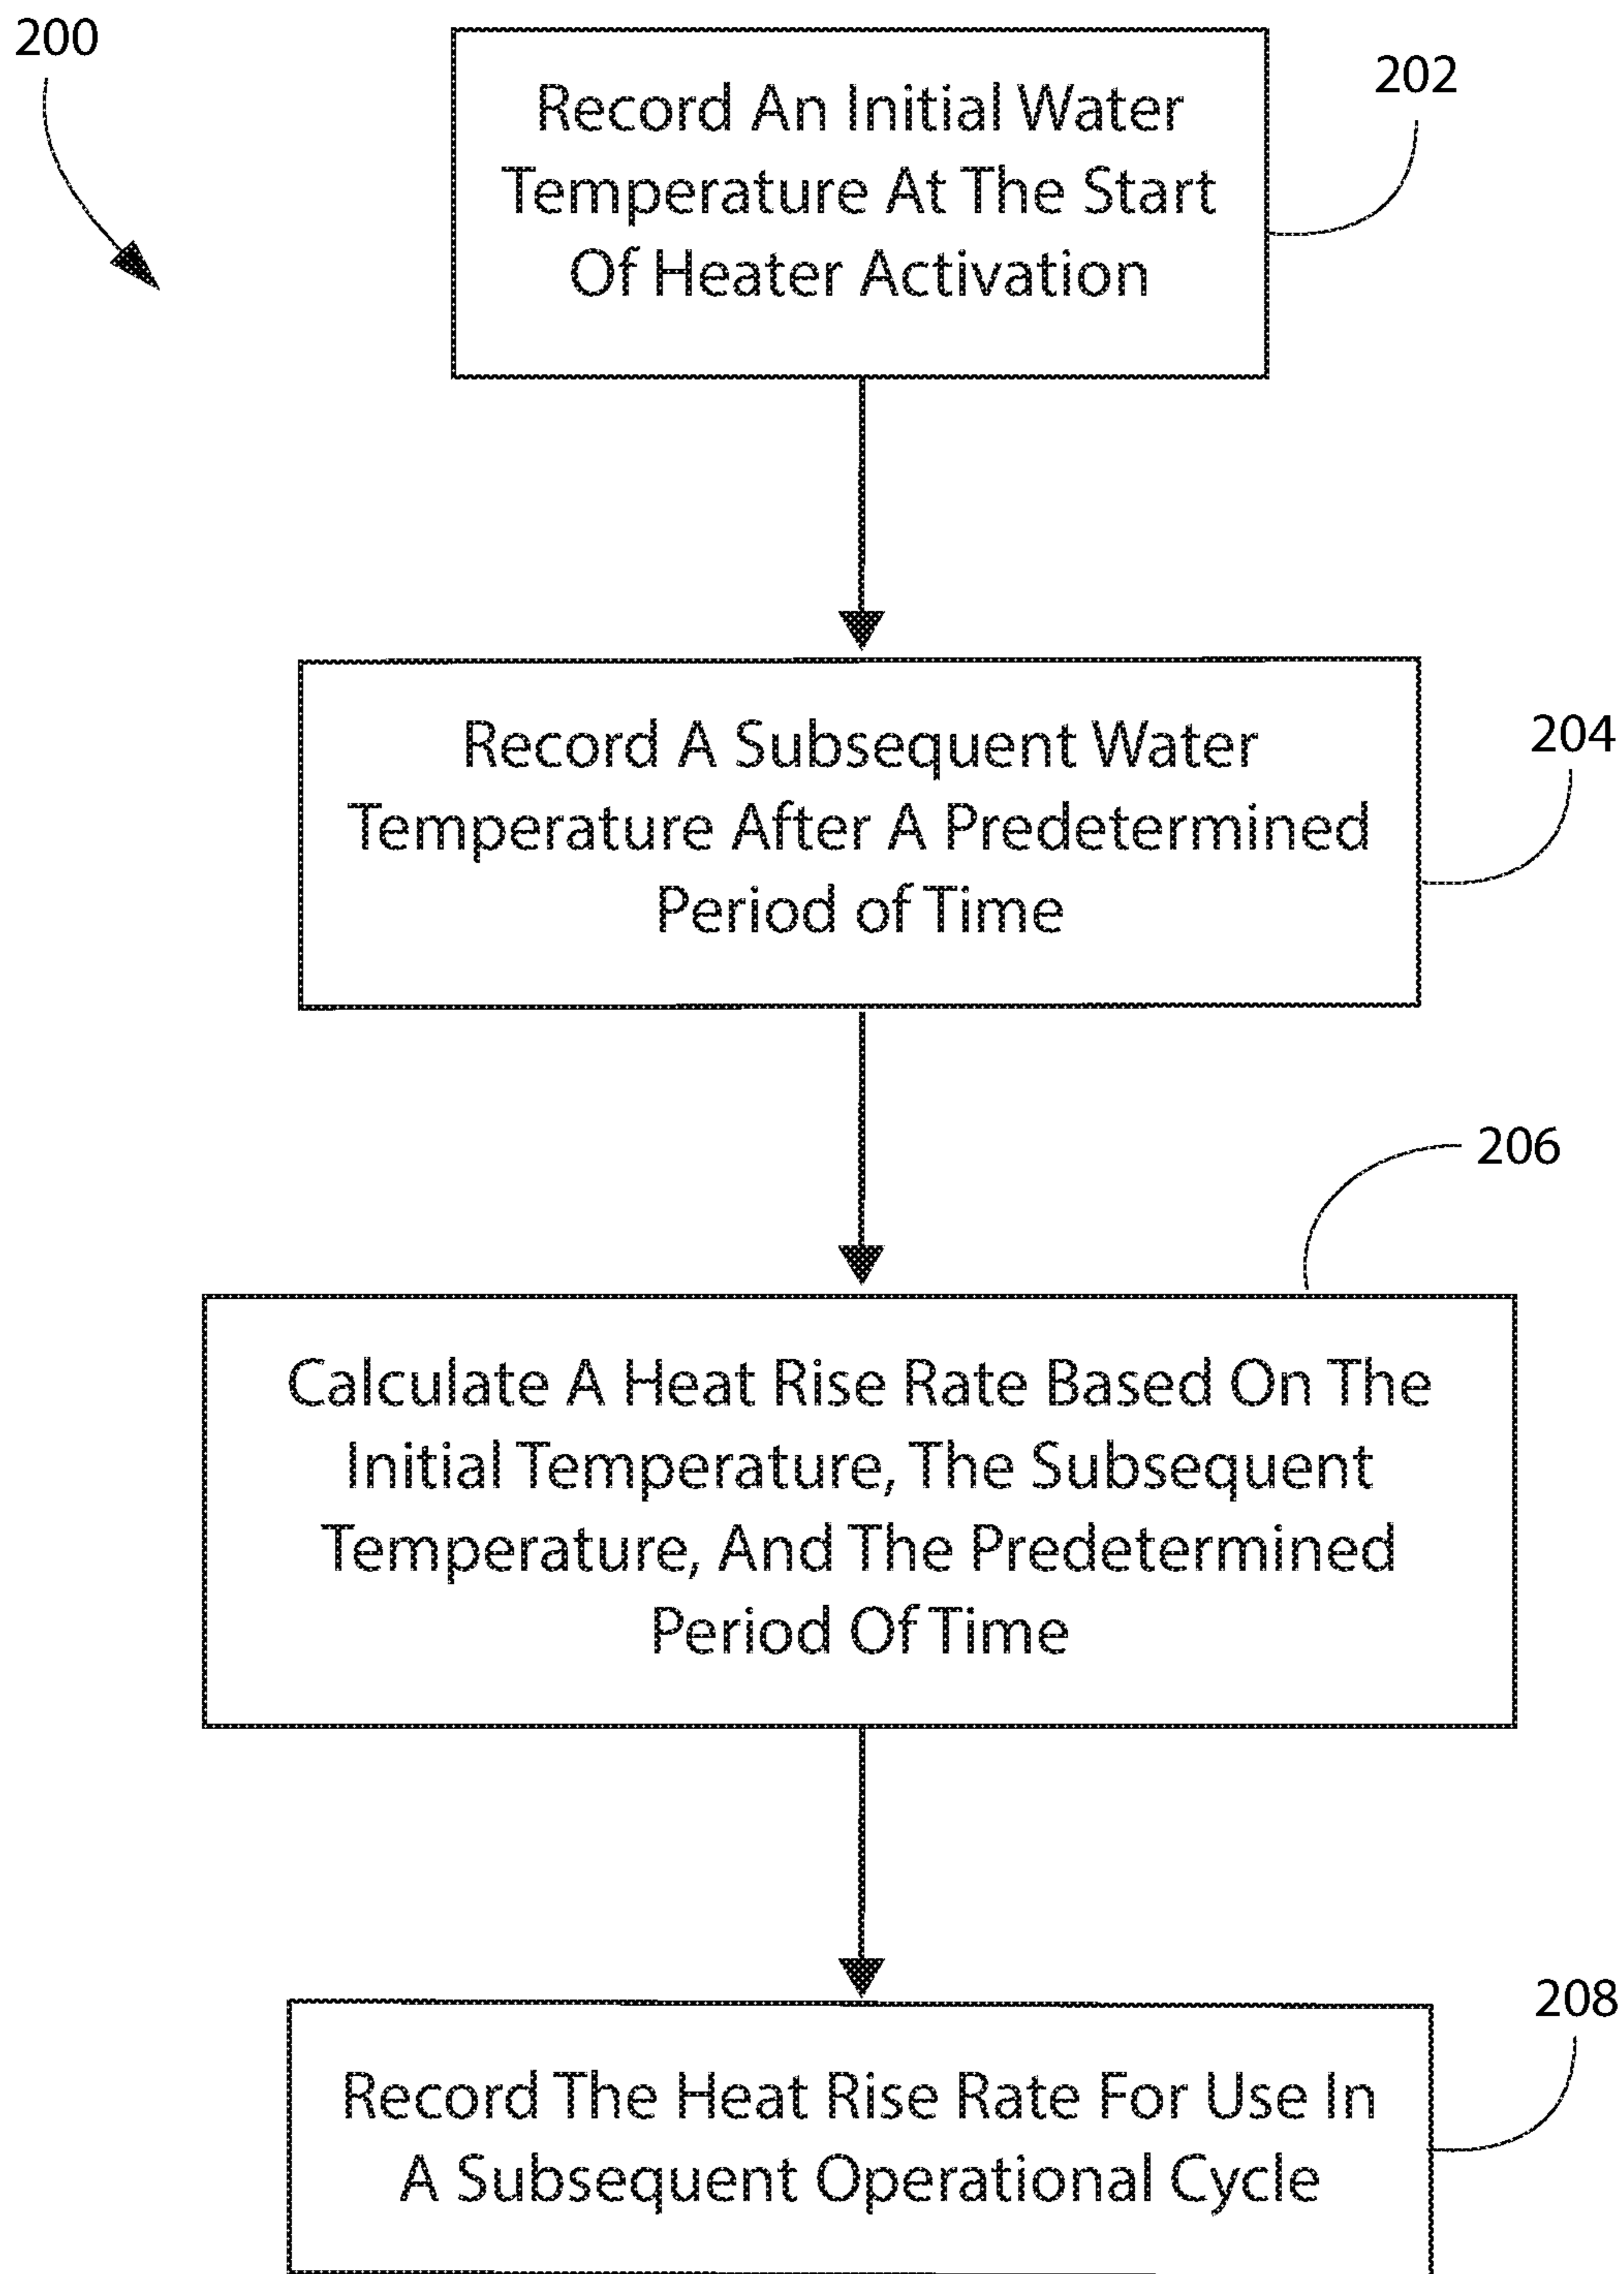 200
202
Record An Initial Water
Temperature At The Start
Of Heater Activation
204
Record A Subsequent Water
Temperature After A Predetermined
Period of Time
206
Calculate A Heat Rise Rate Based On The
Initial Temperature, The Subsequent
Temperature, And The Predetermined
Period Of Time
208
Record The Heat Rise Rate For Use In
A Subsequent Operational Cycle